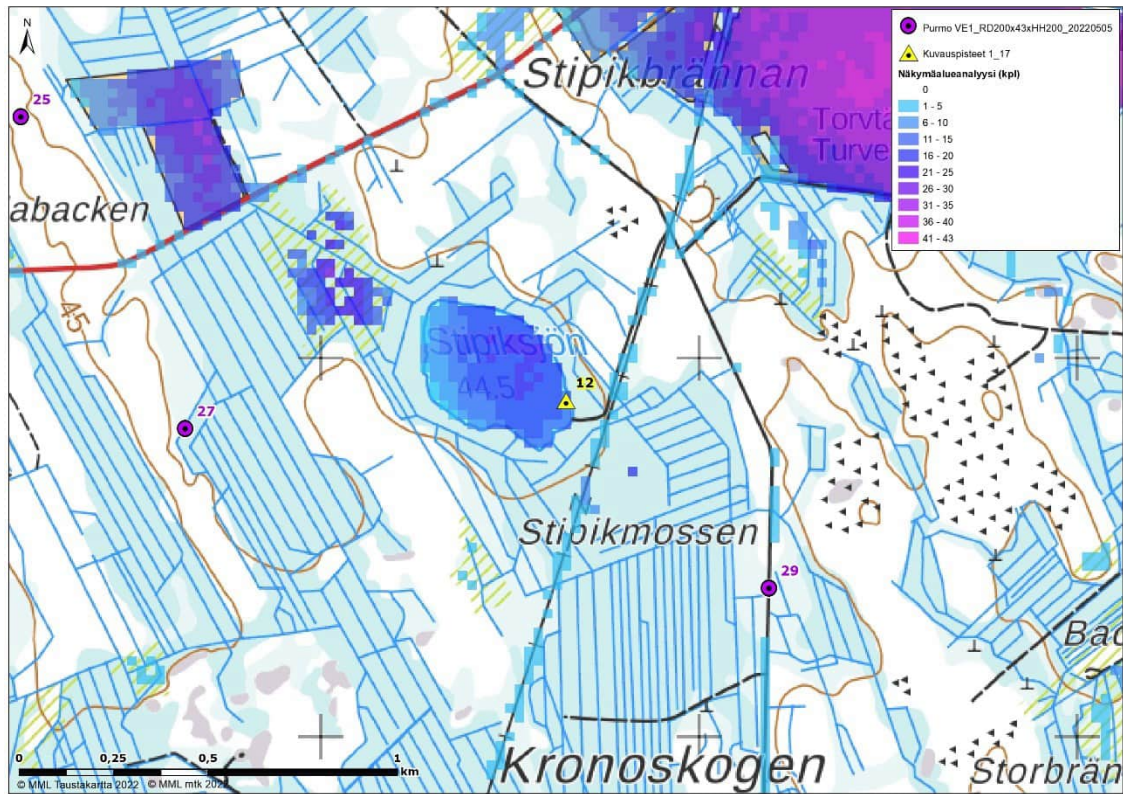 N
25
Stipikbrännan
Purmo VE1_RD200x43xHH200_20220505
Kuvauspisteet 1_17
Näkymäalueanalyysi (kpl)
0
1 - 5
6 - 10
11 - 15
16 - 20
21 - 25
26 - 30
31 - 35
36 - 40
41 - 43
Torvtä
Turve
abacken
45
Stipiksjön
44.5
12
27
Stipikmossen
29
Bac
0 0,25 0,5 1
km
Kronoskogen
Storbrän
© MML Taustakartta 2022 © MML mtk 2022